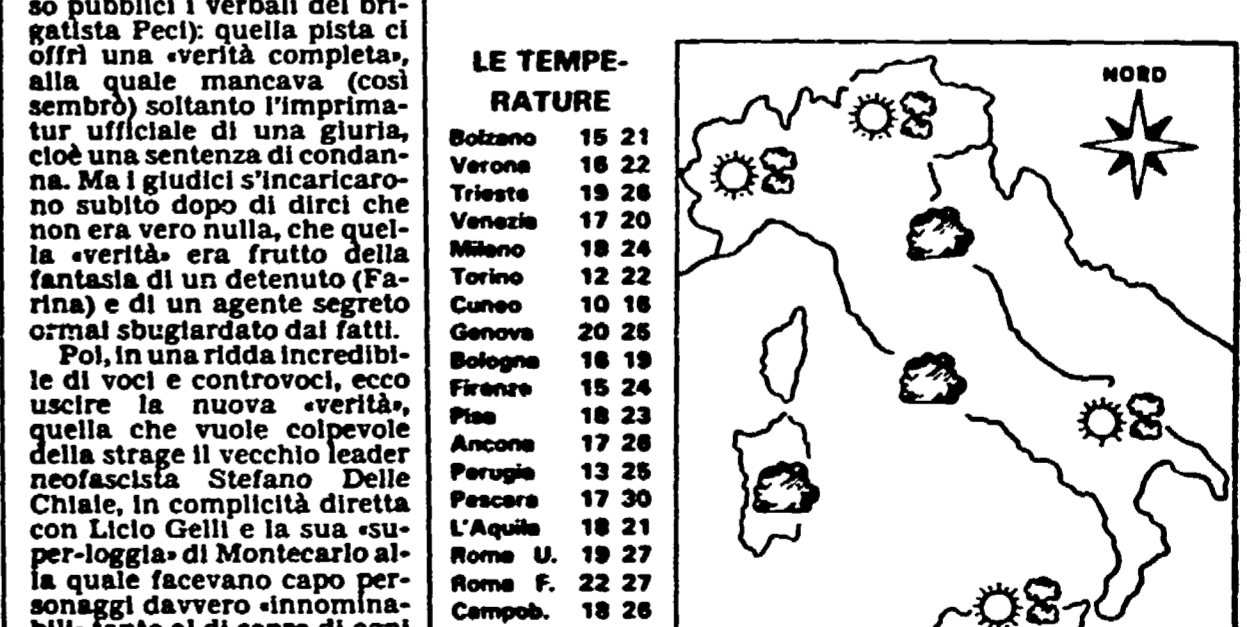 so pubblici i verbali del bri-
gatista Peci): quella pista ci
offrì una «verità completa»,
alla quale mancava (così
sembrò) soltanto l'imprima-
tur ufficiale di una giuria,
cioè una sentenza di condan-
na. Ma i giudici s'incaricaro-
no subito dopo di dirci che
non era vero nulla, che quel-
la «verità» era frutto della
fantasia di un detenuto (Fa-
rina) e di un agente segreto
ormai sbugiardato dai fatti.
Poi, in una ridda incredibi-
le di voci e controvoci, ecco
uscire la nuova «verità»,
quella che vuole colpevole
della strage il vecchio leader
neofascista Stefano Delle
Chiaie, in complicità diretta
con Licio Gelli e la sua «su-
per-loggia» di Montecarlo al-
la quale facevano capo per-
sonaggi davvero «innomina-
LE TEMPE-
RATURE
Bolzano 15 21
Verona 16 22
Trieste 19 26
Venezia 17 20
Milano 18 24
Torino 12 22
Cuneo 10 16
Genova 20 25
Bologna 16 19
Firenze 15 24
Pisa 18 23
Ancona 17 26
Perugia 13 25
Pescara 17 30
L'Aquila 18 21
Roma U. 19 27
Roma F. 22 27
Campob. 18 26
NORD